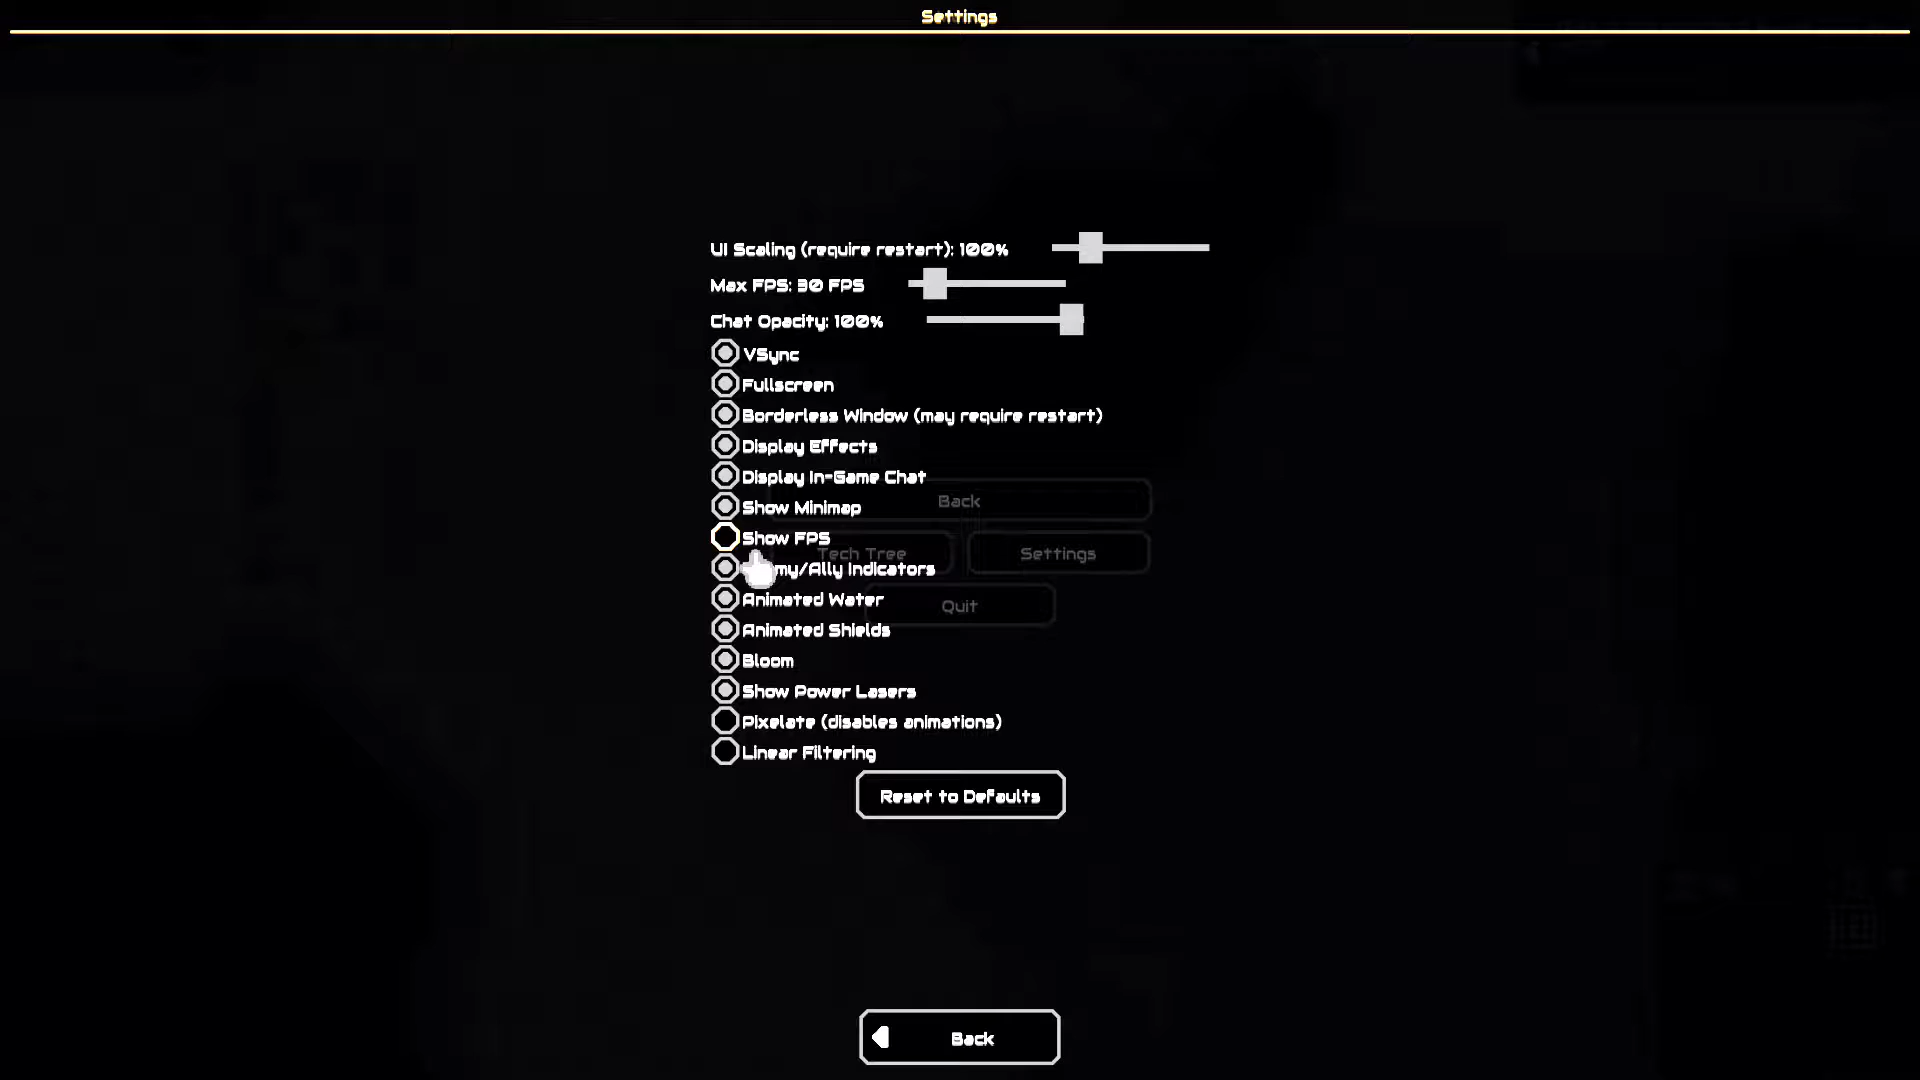 Settings
UI Scaling (require restart): 100%
Max FPS: 30 FPS
Chat Opacity: 100%
VSync
Fullscreen
Borderless Window (may require restart)
Display Effects
Display In-Game Chat
Back
Show Minimap
Show FPS
Tech Tree
Settings
my/Ally Indicators
Animated Water
Quit
Animated Shields
Bloom
Show Power Lasers
Pixelate (disables animations)
Linear Filtering
Reset to Defaults
Back